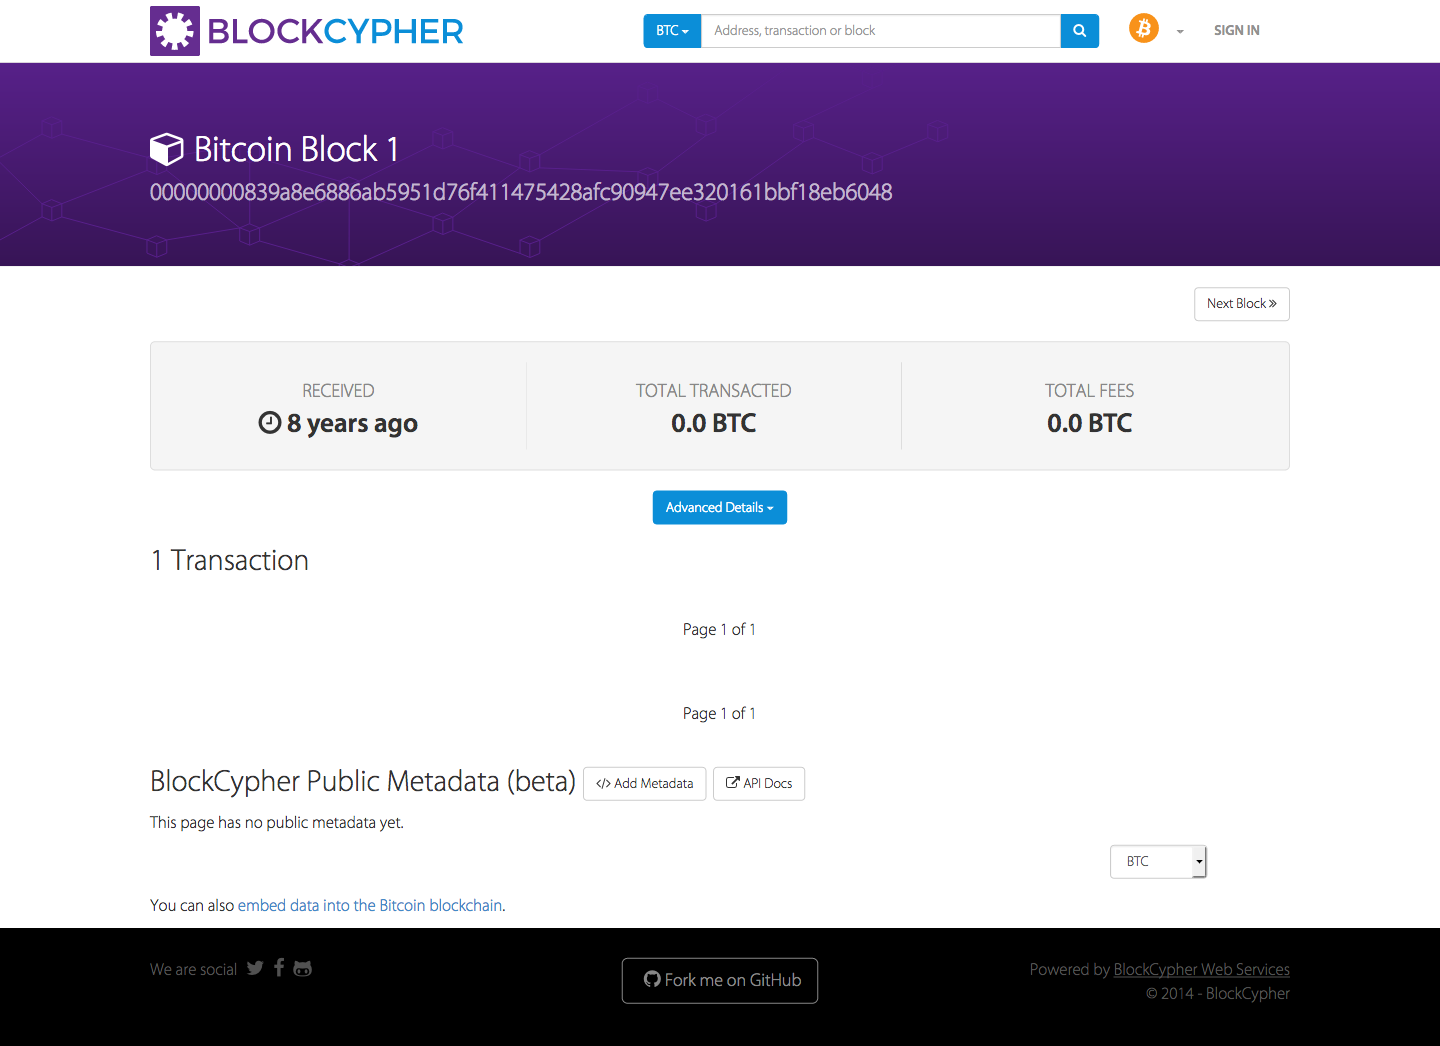 BLOCKCYPHER
BTC
Address, transaction or block
SIGN IN
Bitcoin Block 1
00000000839a8e6886ab5951d76f411475428afc90947ee320161bbf18eb6048
Next Block »
RECEIVED
8 years ago
TOTAL TRANSACTED
0.0 BTC
TOTAL FEES
0.0 BTC
Advanced Details
1 Transaction
Page 1 of 1
Page 1 of 1
BlockCypher Public Metadata (beta)
</> Add Metadata
API Docs
This page has no public metadata yet.
BTC
You can also embed data into the Bitcoin blockchain.
We are social
Fork me on GitHub
Powered by BlockCypher Web Services
© 2014 - BlockCypher